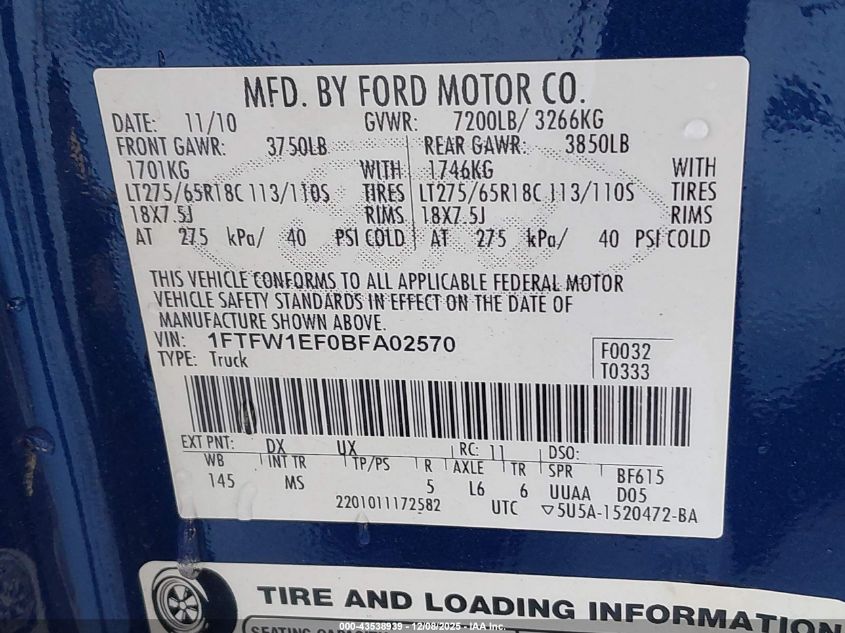 MFD. BY FORD MOTOR CO.
DATE: 11/10 GVWR: 7200LB/ 3266KG
FRONT GAWR: 3750LB REAR GAWR: 3850LB
1701KG WITH 1746KG WITH
LT275/65R18C 113/110S TIRES LT275/65R18C 113/110S TIRES
18X7.5J RIMS 18X7.5J RIMS
AT 275 kPa/ 40 PSI COLD AT 275 kPa/ 40 PSI COLD
THIS VEHICLE CONFORMS TO ALL APPLICABLE FEDERAL MOTOR
VEHICLE SAFETY STANDARDS IN EFFECT ON THE DATE OF
MANUFACTURE SHOWN ABOVE.
VIN: 1FTFW1EF0BFA02570
TYPE: Truck
F0032
T0333
EXT PNT: DX UX RC: 11 DSO:
WB INT TR TP/PS R AXLE TR SPR BF615
145 MS 5 L6 6 UUAA D05
2201011172582 UTC ▽5U5A-1520472-BA
TIRE AND LOADING INFORMATION
000-43538939 - 12/08/2025 - IAA Inc.